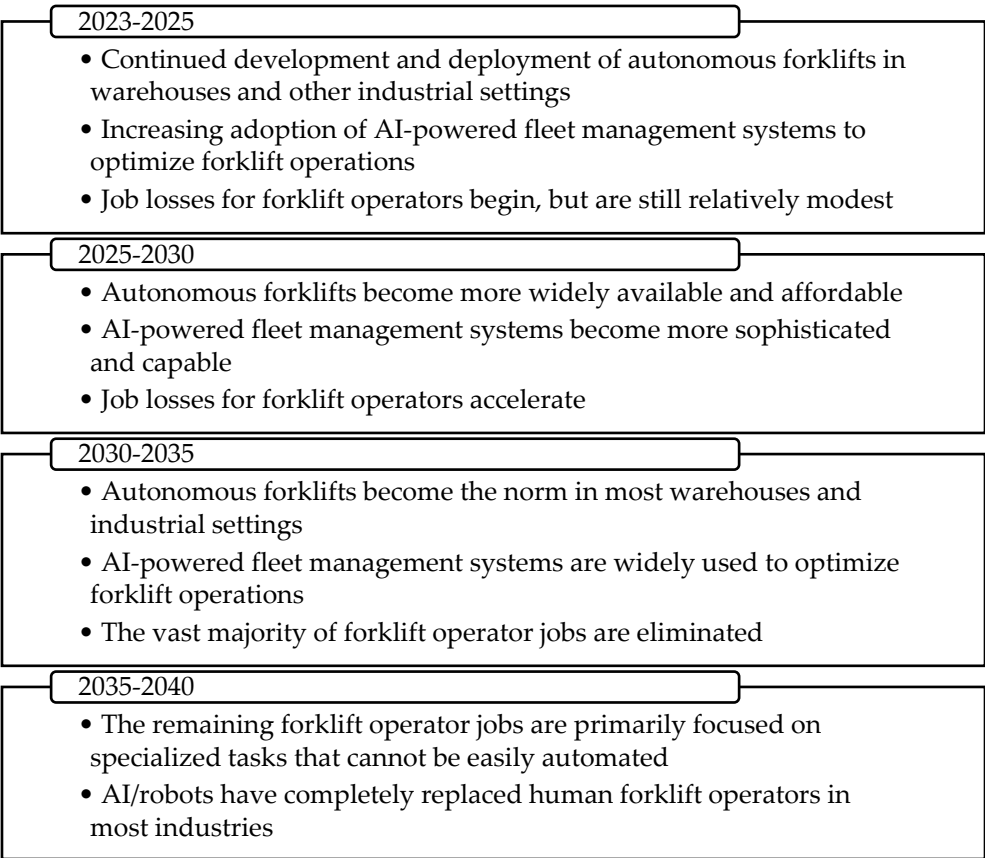 2023-2025
• Continued development and deployment of autonomous forklifts in
warehouses and other industrial settings
• Increasing adoption of AI-powered fleet management systems to
optimize forklift operations
• Job losses for forklift operators begin, but are still relatively modest
2025-2030
• Autonomous forklifts become more widely available and affordable
• AI-powered fleet management systems become more sophisticated
and capable
• Job losses for forklift operators accelerate
2030-2035
• Autonomous forklifts become the norm in most warehouses and
industrial settings
• AI-powered fleet management systems are widely used to optimize
forklift operations
• The vast majority of forklift operator jobs are eliminated
2035-2040
• The remaining forklift operator jobs are primarily focused on
specialized tasks that cannot be easily automated
• AI/robots have completely replaced human forklift operators in
most industries